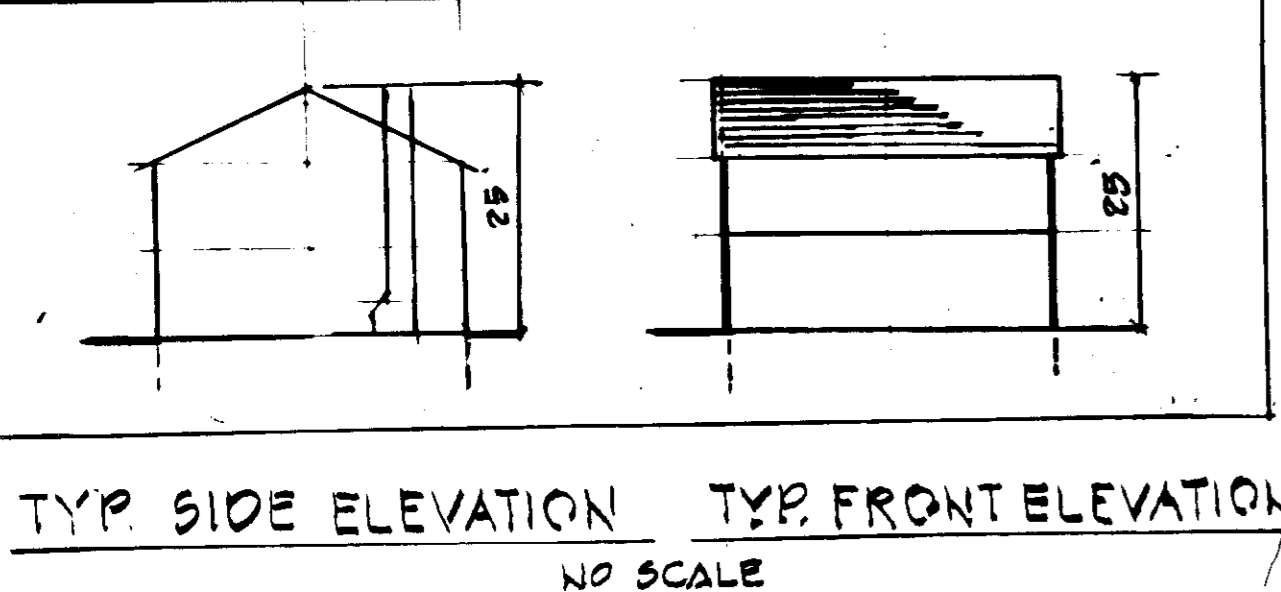 25'
25'
TYP. SIDE ELEVATION
TYP. FRONT ELEVATION
NO SCALE